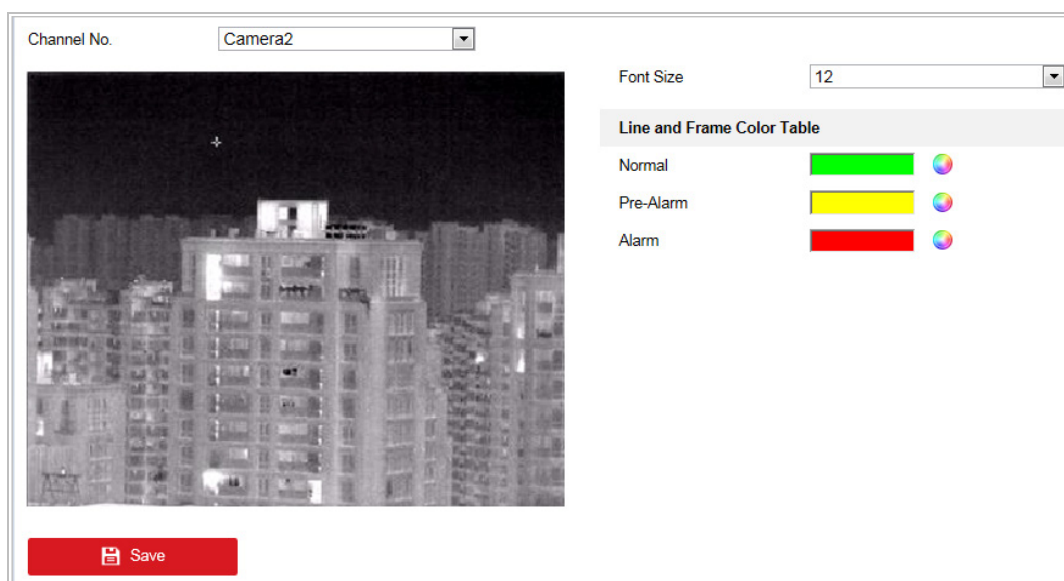 Channel No.
Camera2
Font Size
12
Line and Frame Color Table
Normal
Pre-Alarm
Alarm
Save